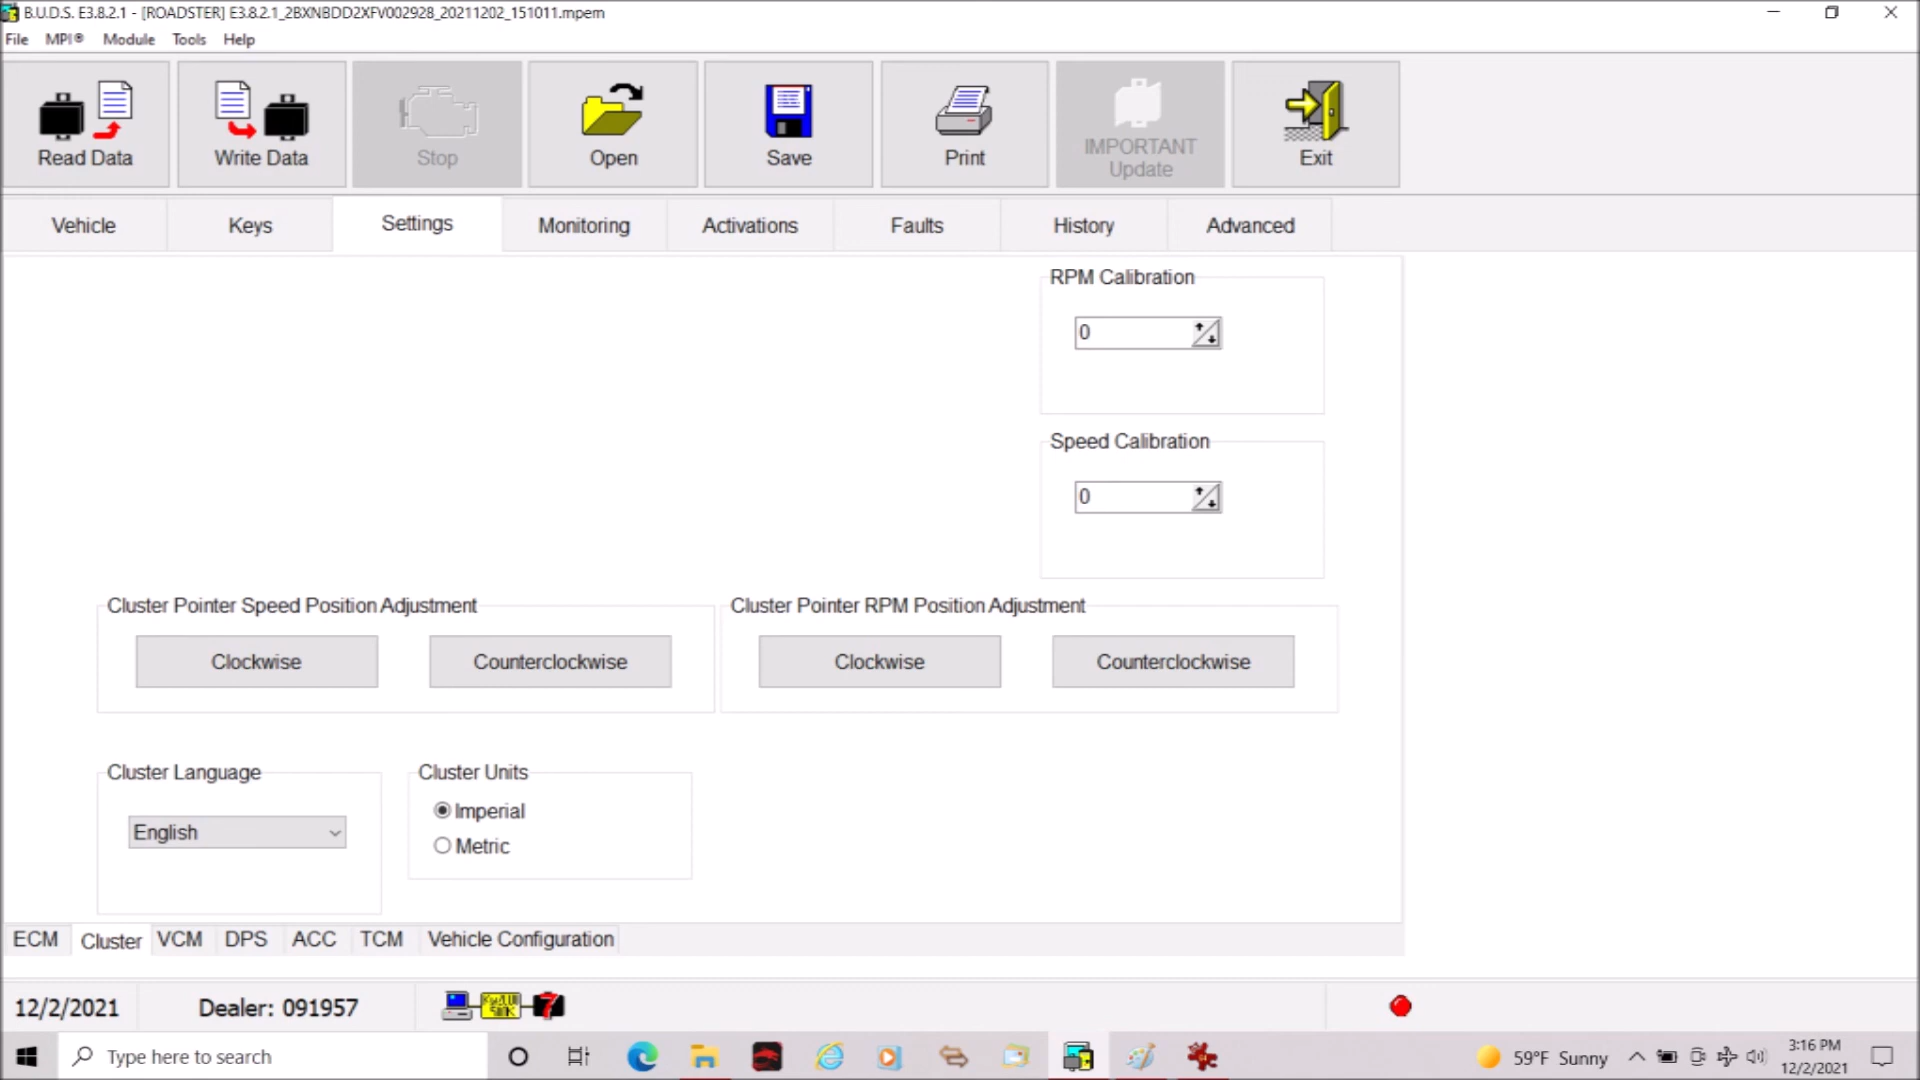 B.U.D.S. E3.8.2.1 - [ROADSTER] E3.8.2.1_2BXNBDD2XFV002928_20211202_151011.mpem
File MPI® Module Tools Help
Read Data Write Data Stop Open Save Print IMPORTANT Update Exit
Vehicle Keys Settings Monitoring Activations Faults History Advanced
RPM Calibration
0
Speed Calibration
0
Cluster Pointer Speed Position Adjustment Cluster Pointer RPM Position Adjustment
Clockwise Counterclockwise Clockwise Counterclockwise
Cluster Language Cluster Units
Imperial
English
Metric
ECM Cluster VCM DPS ACC TCM Vehicle Configuration
12/2/2021 Dealer: 091957
Type here to search 59°F Sunny 3:16 PM
12/2/2021